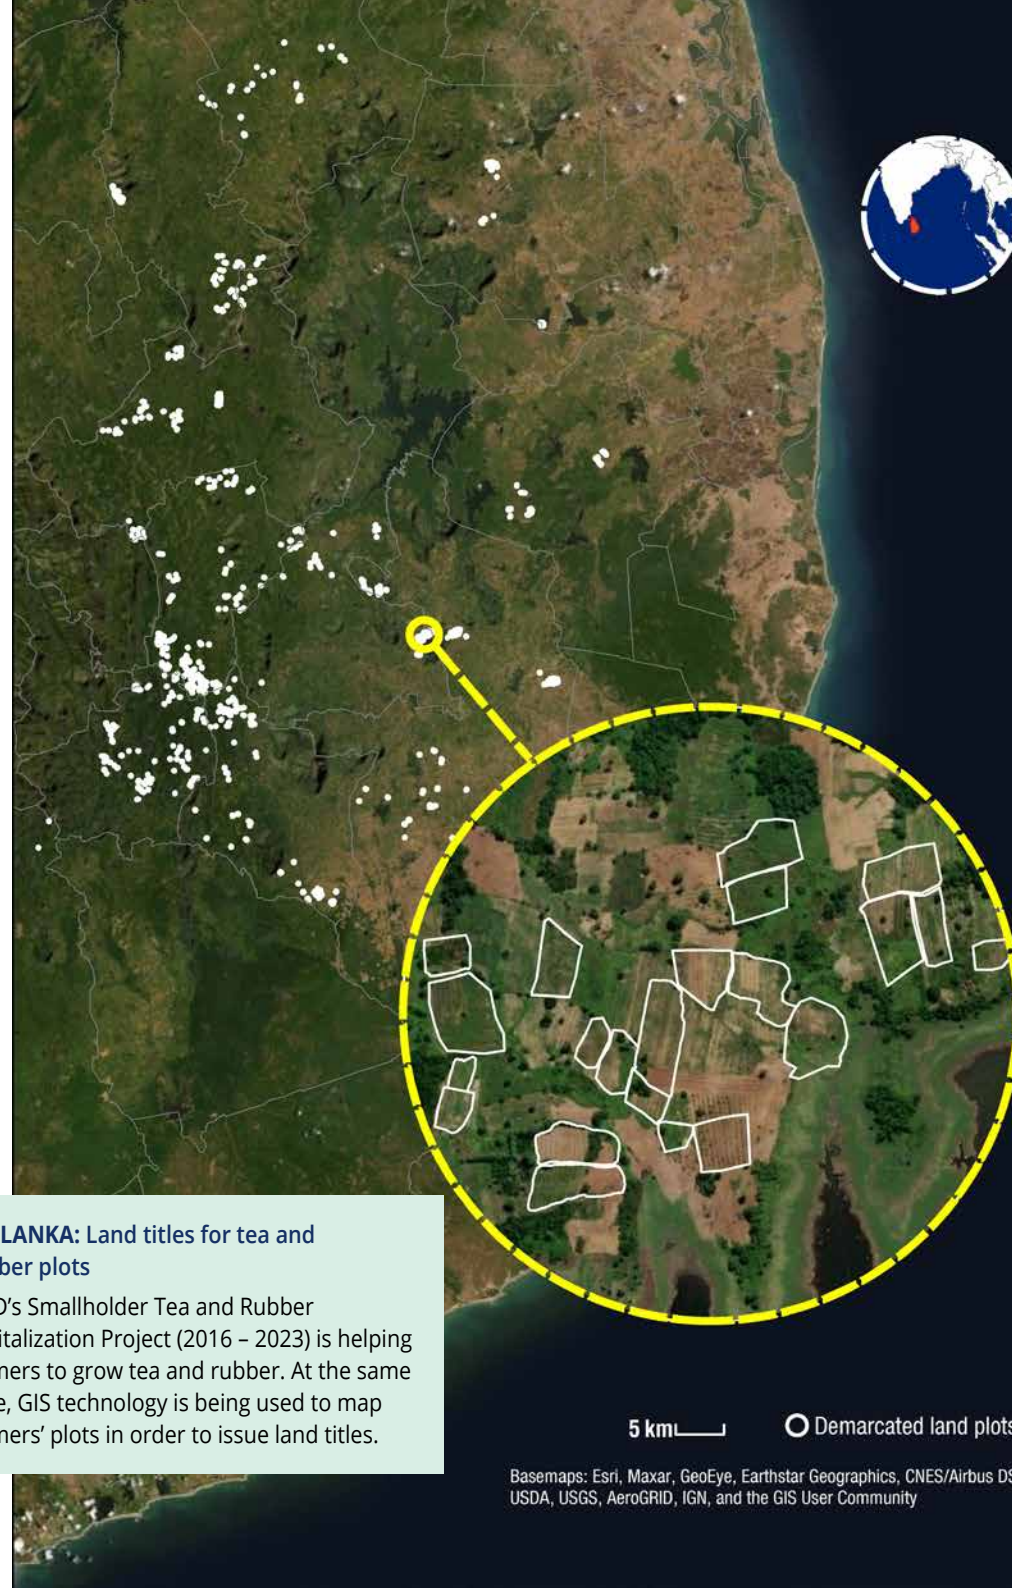 LANKA: Land titles for tea and
ber plots
D's Smallholder Tea and Rubber
italization Project (2016 – 2023) is helping
mers to grow tea and rubber. At the same
e, GIS technology is being used to map
mers' plots in order to issue land titles.
5 km
Demarcated land plots
Basemaps: Esri, Maxar, GeoEye, Earthstar Geographics, CNES/Airbus DS
USDA, USGS, AeroGRID, IGN, and the GIS User Community